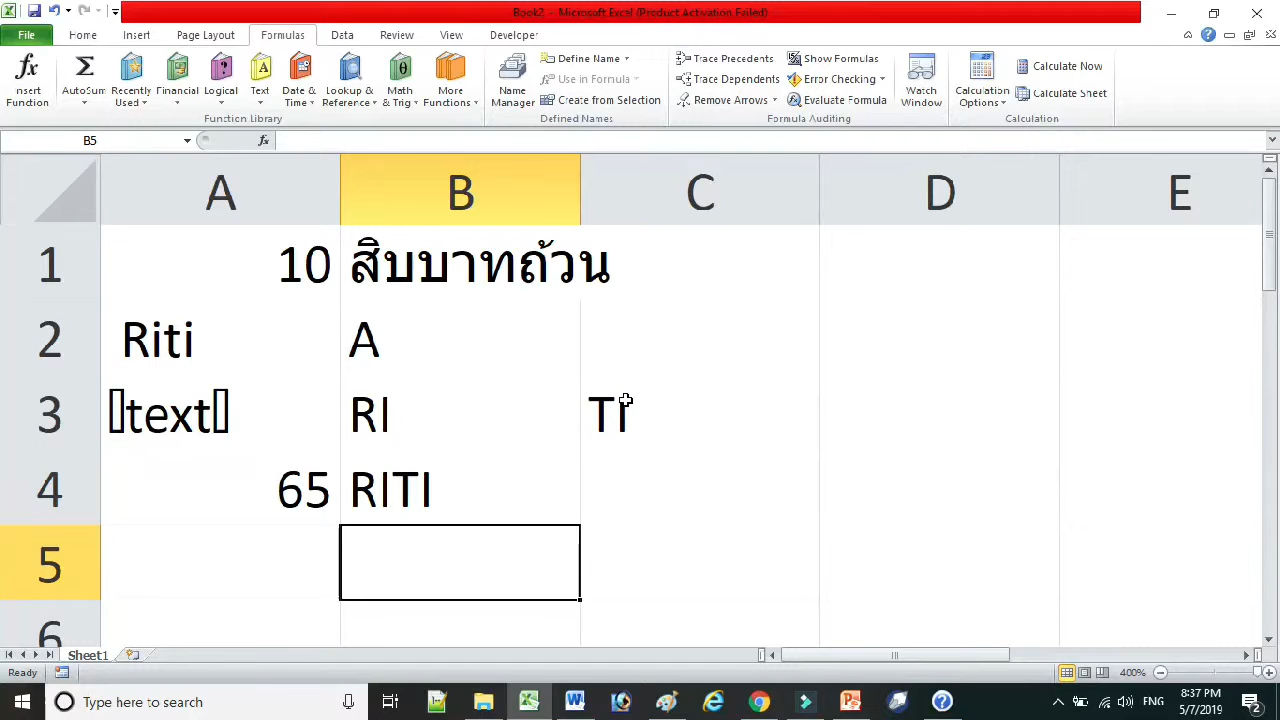 Book2 - Microsoft Excel (Product Activation Failed)
File Home Insert Page Layout Formulas Data Review View Developer
Insert Function
AutoSum
Recently Used
Financial
Logical
Text
Date & Time
Lookup & Reference
Math & Trig
More Functions
Function Library
Name Manager
Define Name
Use in Formula
Create from Selection
Defined Names
Trace Precedents
Trace Dependents
Remove Arrows
Show Formulas
Error Checking
Evaluate Formula
Formula Auditing
Watch Window
Calculation Options
Calculate Now
Calculate Sheet
Calculation
B5 fx
A B C D E
1 10 สิบบาทถ้วน
2 Riti A
3 text RI TI
4 65 RITI
5
6
Sheet1
Ready 400%
Type here to search
ENG
8:37 PM
5/7/2019